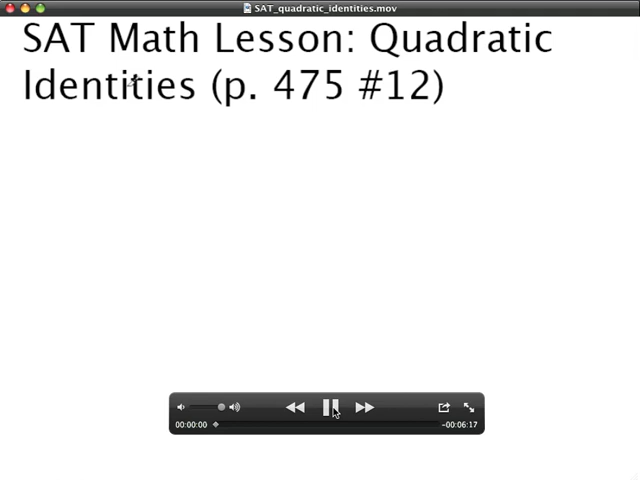 SAT_quadratic_identities.mov
SAT Math Lesson: Quadratic
Identities (p. 475 #12)
00:00:00
-00:06:17